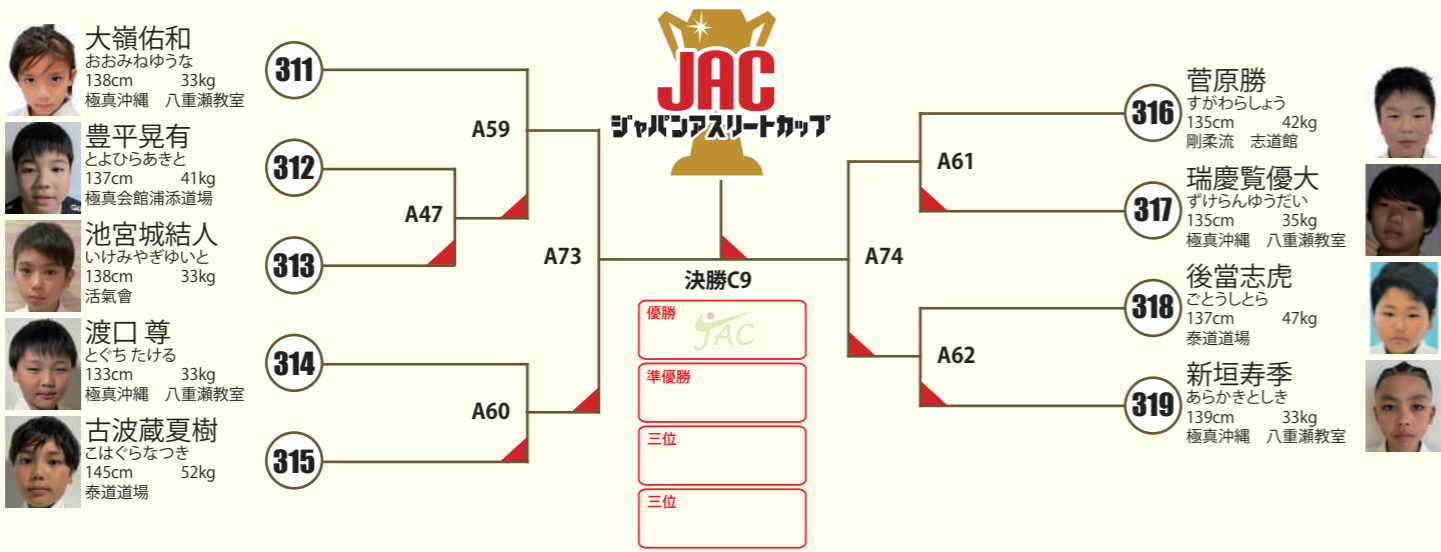 大嶺佑和
おおみねゆうな
138cm 33kg
極真沖縄 八重瀬教室
311
豊平晃有
とよひらあきと
137cm 41kg
極真会館浦添道場
312
池宮城結人
いけみやぎゆいと
138cm 33kg
活氣會
313
渡口 尊
とぐち たける
133cm 33kg
極真沖縄 八重瀬教室
314
古波蔵夏樹
こはぐらなつき
145cm 52kg
泰道道場
315
A59
A47
A73
A60
JAC
ジャパンアスリートカップ
決勝C9
優勝
JAC
準優勝
三位
三位
A61
A74
A62
316
菅原勝
すがわらしょう
135cm 42kg
剛柔流 志道館
317
瑞慶覧優大
ずけらんゆうだい
135cm 35kg
極真沖縄 八重瀬教室
318
後當志虎
ごとうしとら
137cm 47kg
泰道道場
319
新垣寿季
あらかきとしき
139cm 33kg
極真沖縄 八重瀬教室